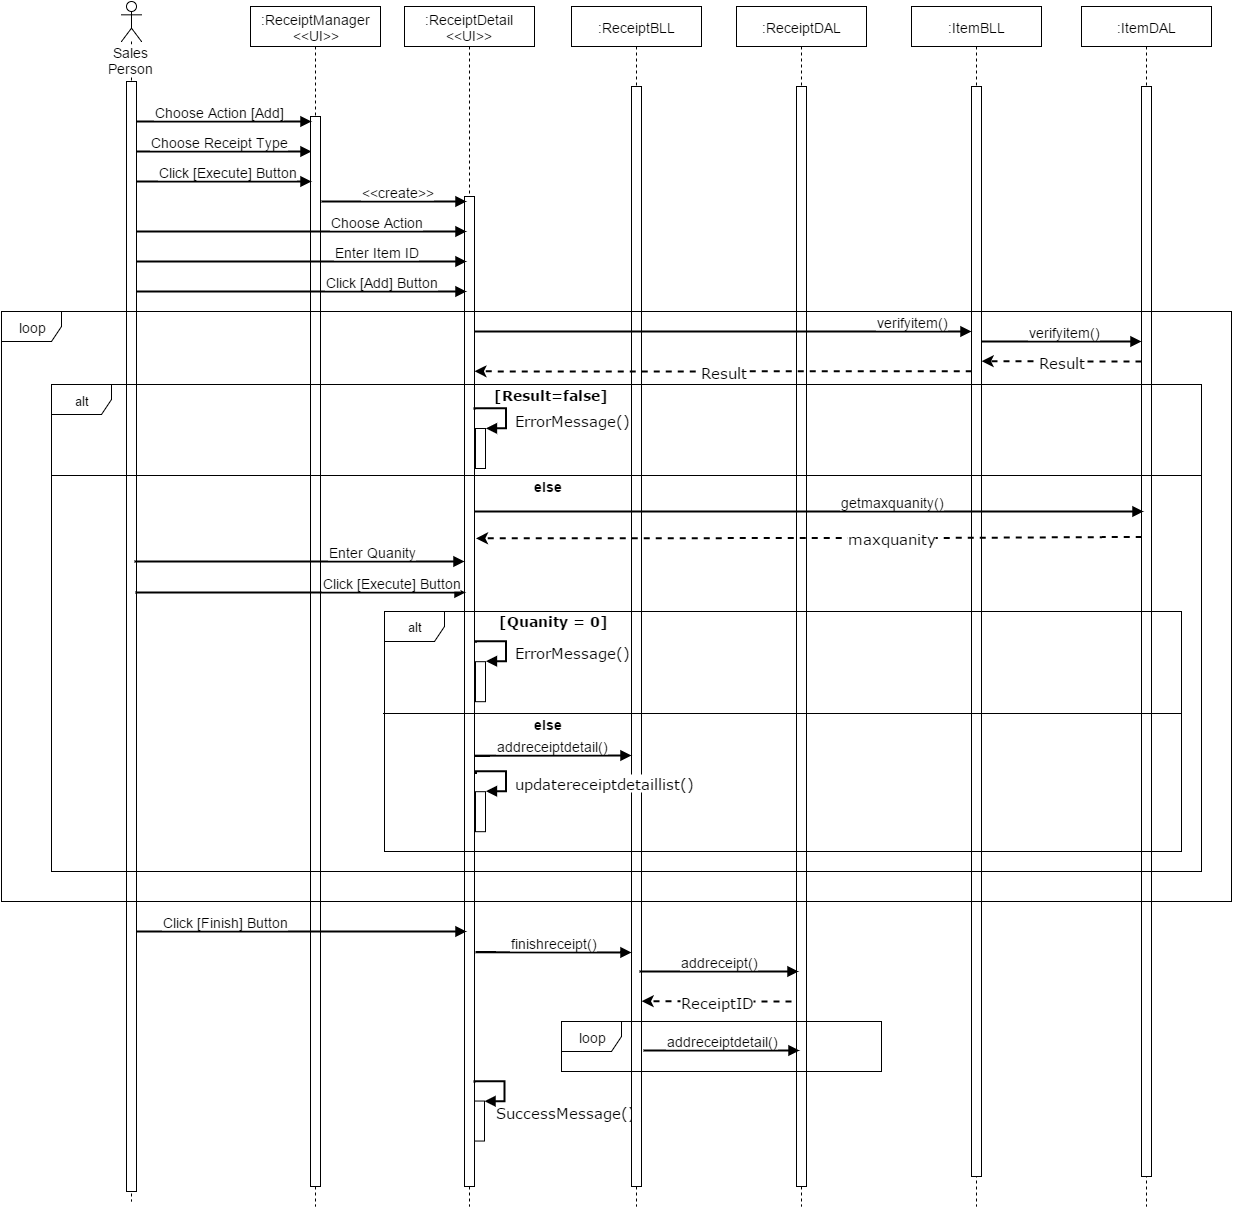 :ReceiptManager
<<UI>>
:ReceiptDetail
<<UI>>
:ReceiptBLL
:ReceiptDAL
:ItemBLL
:ItemDAL
Sales
Person
Choose Action [Add]
Choose Receipt Type
Click [Execute] Button
<<create>>
Choose Action
Enter Item ID
Click [Add] Button
loop
verifyitem()
verifyitem()
Result
Result
alt
[Result=false]
ErrorMessage()
else
getmaxquanity()
maxquanity
Enter Quanity
Click [Execute] Button
alt
[Quanity = 0]
ErrorMessage()
else
addreceiptdetail()
updatereceiptdetaillist()
Click [Finish] Button
finishreceipt()
addreceipt()
ReceiptID
loop
addreceiptdetail()
SuccessMessage()